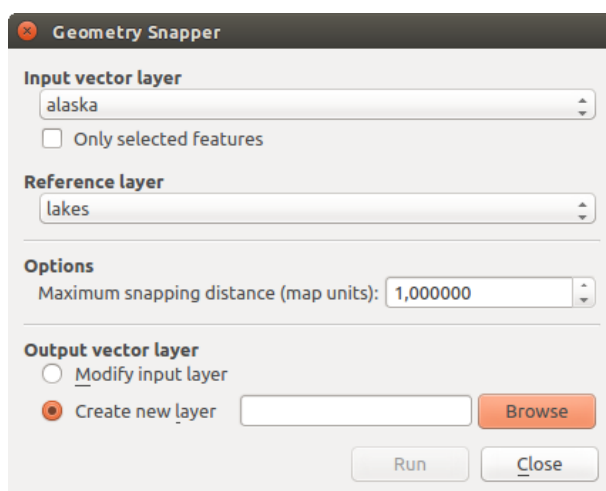 Geometry Snapper
Input vector layer
alaska
Only selected features
Reference layer
lakes
Options
Maximum snapping distance (map units): 1,000000
Output vector layer
Modify input layer
Create new layer Browse
Run Close